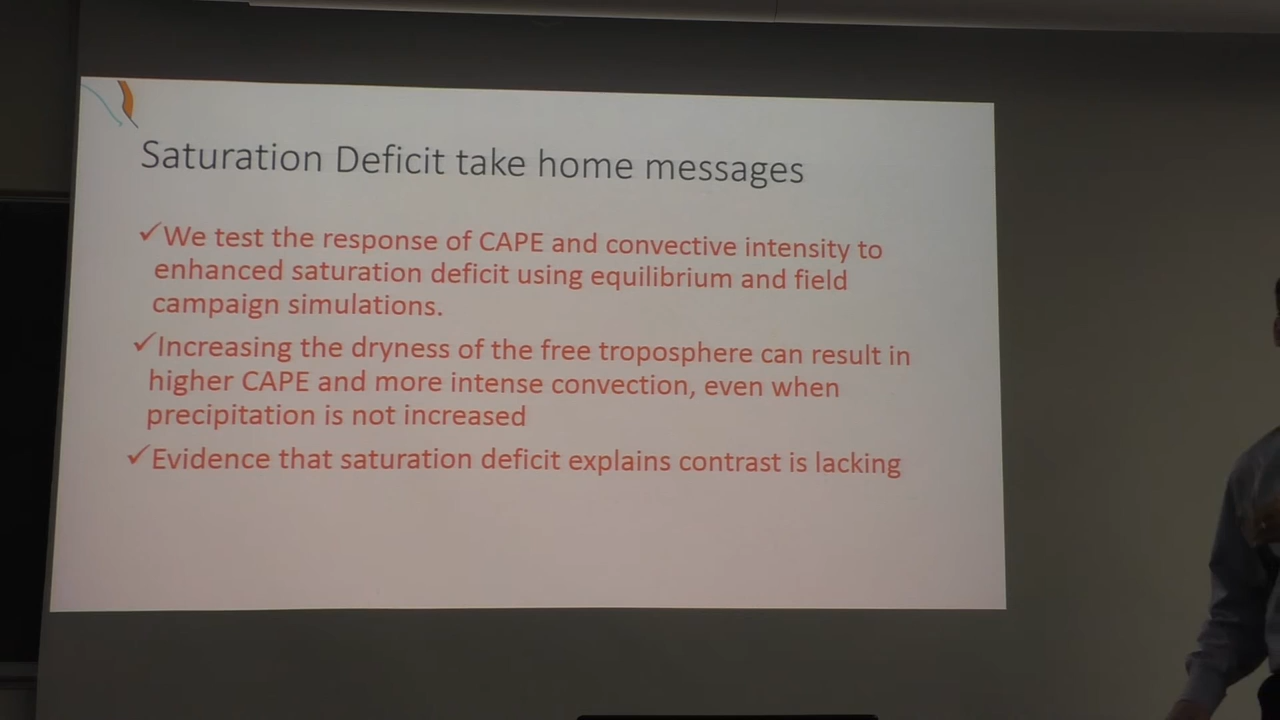 Saturation Deficit take home messages
✓We test the response of CAPE and convective intensity to
enhanced saturation deficit using equilibrium and field
campaign simulations.
✓Increasing the dryness of the free troposphere can result in
higher CAPE and more intense convection, even when
precipitation is not increased
✓Evidence that saturation deficit explains contrast is lacking